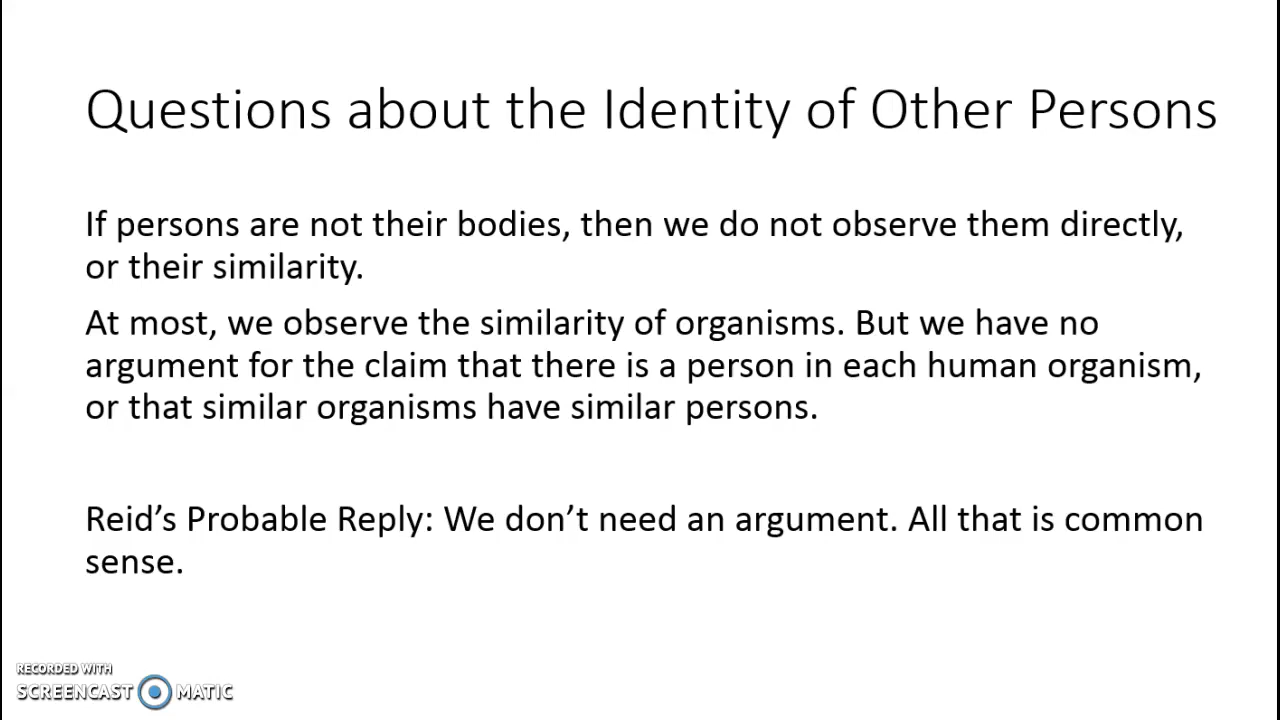 Questions about the Identity of Other Persons
If persons are not their bodies, then we do not observe them directly,
or their similarity.
At most, we observe the similarity of organisms. But we have no
argument for the claim that there is a person in each human organism,
or that similar organisms have similar persons.
Reid’s Probable Reply: We don’t need an argument. All that is common
sense.
RECORDED WITH
SCREENCAST MATIC